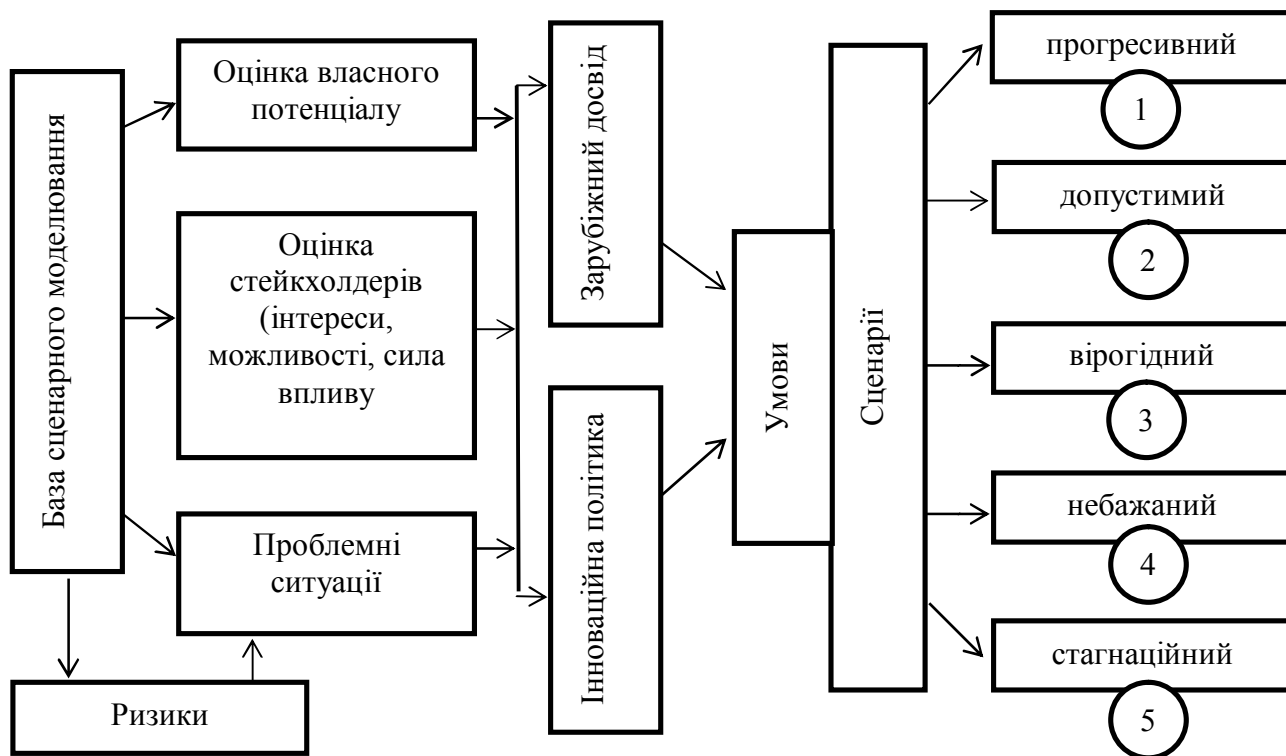 База сценарного моделювання
Оцінка власного
потенціалу
Оцінка
стейкхолдерів
(інтереси,
можливості, сила
впливу
Проблемні
ситуації
Ризики
Зарубіжний досвід
Інноваційна політика
Умови
Сценарії
прогресивний
1
допустимий
2
вірогідний
3
небажаний
4
стагнаційний
5